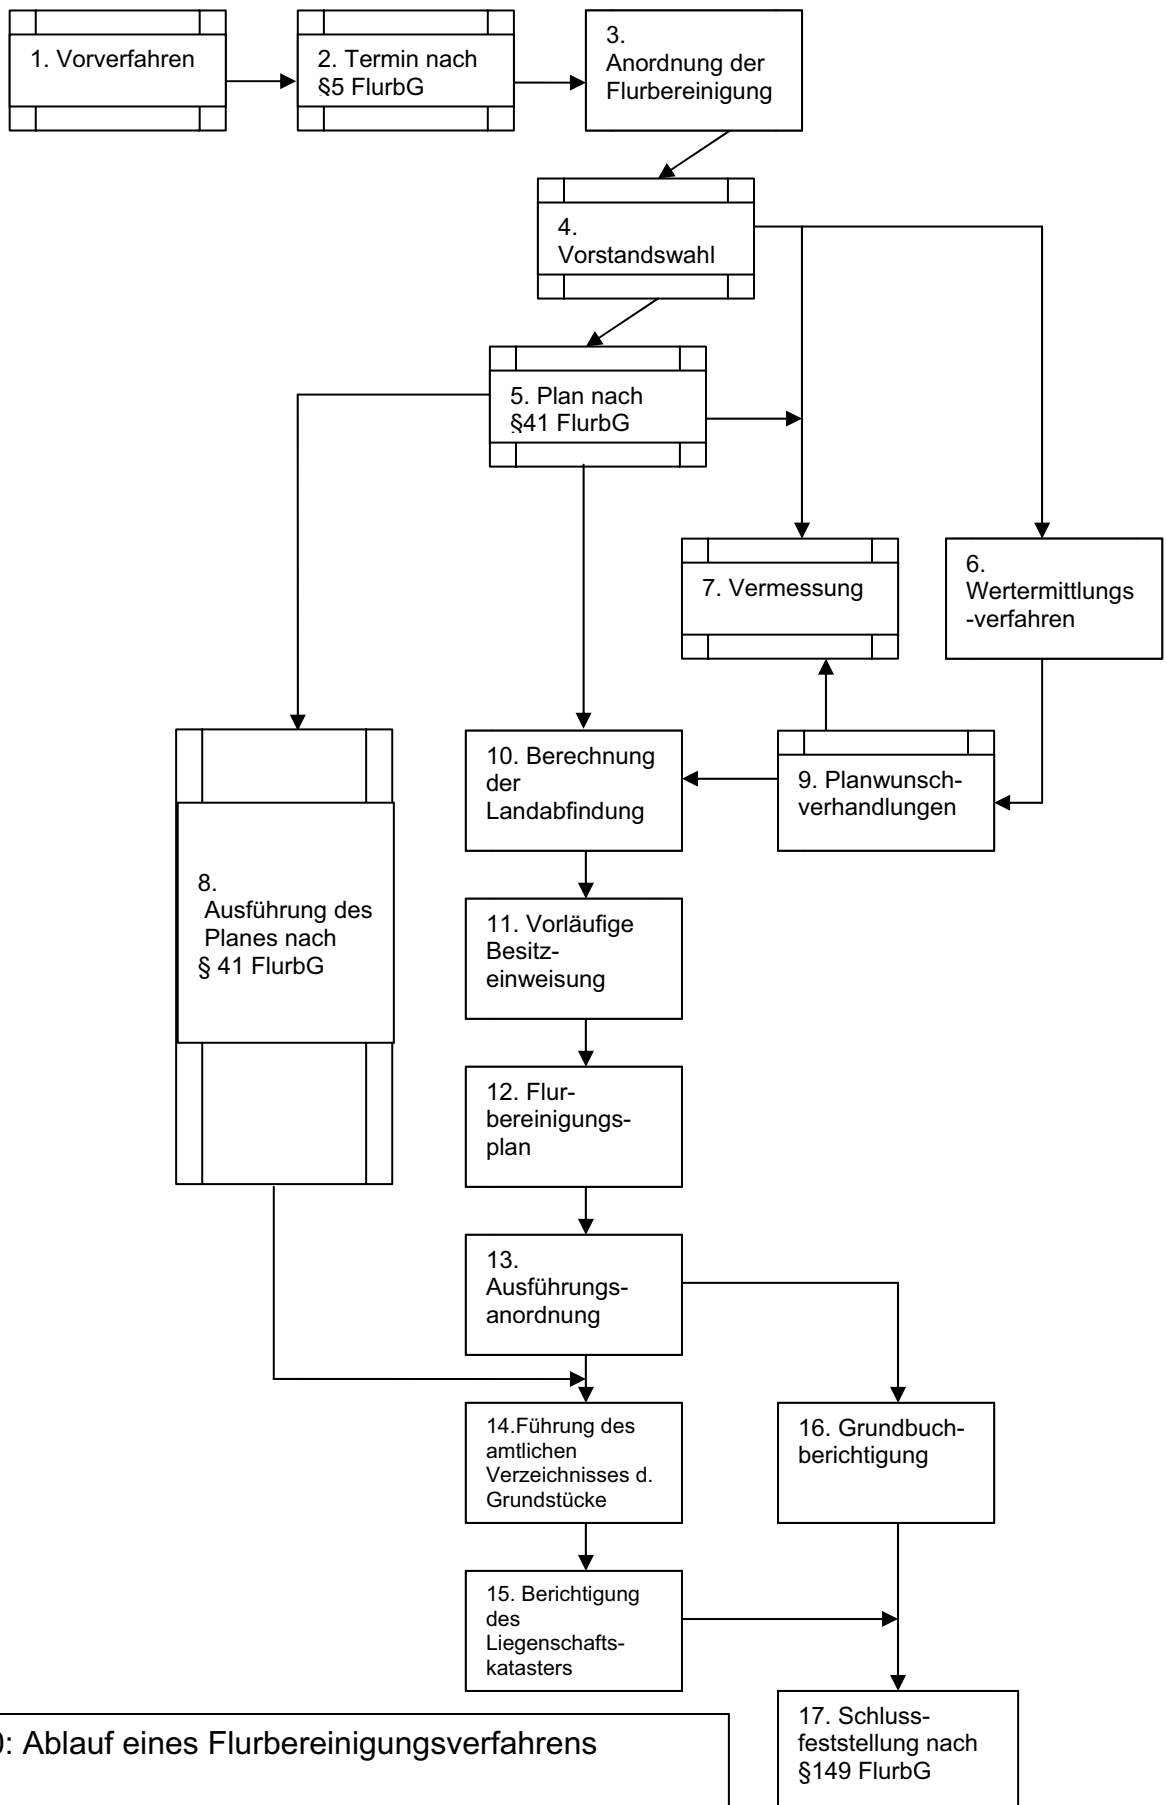 1. Vorverfahren
2. Termin nach
§5 FlurbG
3.
Anordnung der
Flurbereinigung
4.
Vorstandswahl
5. Plan nach
§41 FlurbG
6.
Wertermittlungs
-verfahren
7. Vermessung
8.
Ausführung des
Planes nach
§ 41 FlurbG
9. Planwunsch-
verhandlungen
10. Berechnung
der
Landabfindung
11. Vorläufige
Besitz-
einweisung
12. Flur-
bereinigungs-
plan
13.
Ausführungs-
anordnung
14.Führung des
amtlichen
Verzeichnisses d.
Grundstücke
15. Berichtigung
des
Liegenschafts-
katasters
16. Grundbuch-
berichtigung
17. Schluss-
feststellung nach
§149 FlurbG
: Ablauf eines Flurbereinigungsverfahrens